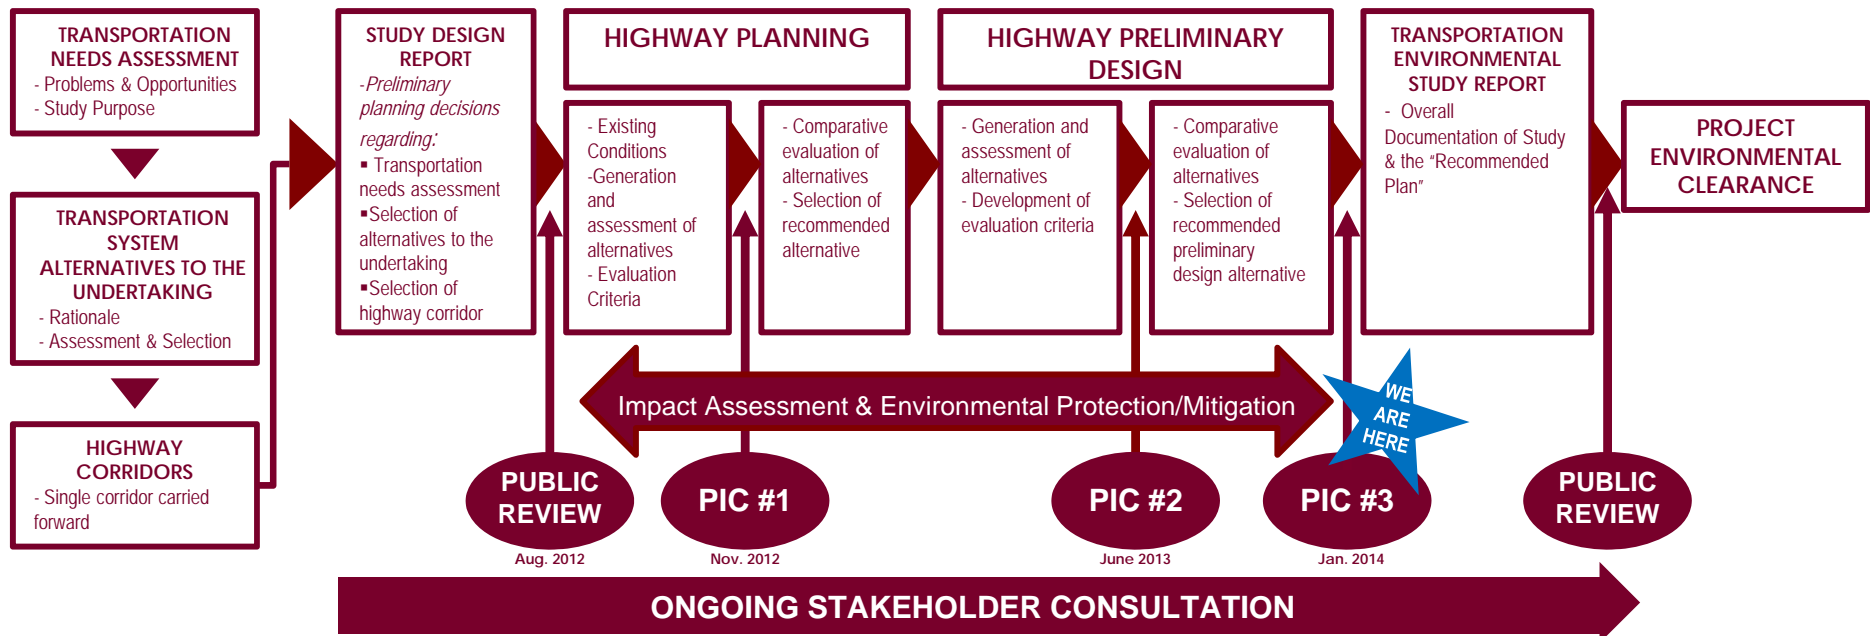 TRANSPORTATION
NEEDS ASSESSMENT
- Problems & Opportunities
- Study Purpose
TRANSPORTATION
SYSTEM
ALTERNATIVES TO THE
UNDERTAKING
- Rationale
- Assessment & Selection
HIGHWAY
CORRIDORS
- Single corridor carried
forward
STUDY DESIGN
REPORT
-Preliminary
planning decisions
regarding:
▪ Transportation
needs assessment
▪Selection of
alternatives to the
undertaking
▪Selection of
highway corridor
HIGHWAY PLANNING
- Existing
Conditions
-Generation
and
assessment of
alternatives
- Evaluation
Criteria
- Comparative
evaluation of
alternatives
- Selection of
recommended
alternative
HIGHWAY PRELIMINARY
DESIGN
- Generation and
assessment of
alternatives
- Development of
evaluation criteria
- Comparative
evaluation of
alternatives
- Selection of
recommended
preliminary
design alternative
TRANSPORTATION
ENVIRONMENTAL
STUDY REPORT
- Overall
Documentation of Study
& the “Recommended
Plan”
PROJECT
ENVIRONMENTAL
CLEARANCE
Impact Assessment & Environmental Protection/Mitigation
WE
ARE
HERE
PUBLIC
REVIEW
Aug. 2012
PIC #1
Nov. 2012
PIC #2
June 2013
PIC #3
Jan. 2014
PUBLIC
REVIEW
ONGOING STAKEHOLDER CONSULTATION